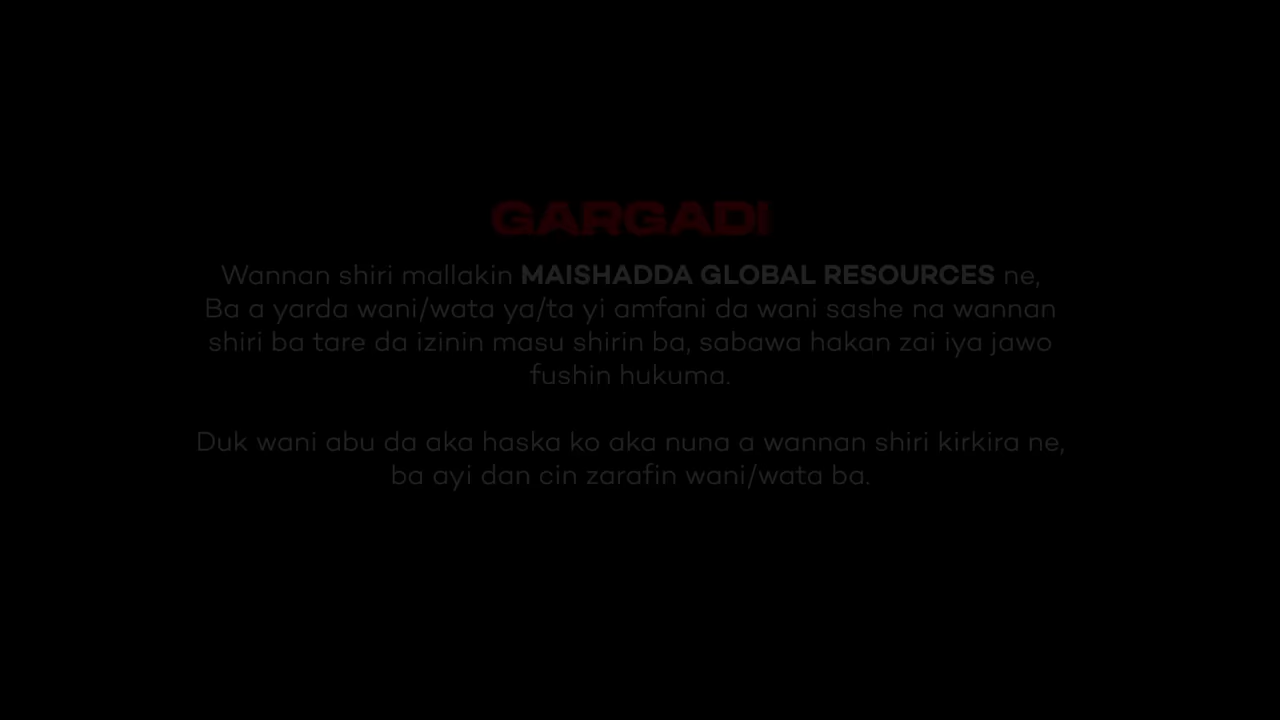 GARGADI
Wannan shiri mallakin MAISHADDA GLOBAL RESOURCES ne,
Ba a yarda wani/wata ya/ta yi amfani da wani sashe na wannan
shiri ba tare da izinin masu shirin ba, sabawa hakan zai iya jawo
fushin hukuma.
Duk wani abu da aka haska ko aka nuna a wannan shiri kirkira ne,
ba ayi dan cin zarafin wani/wata ba.